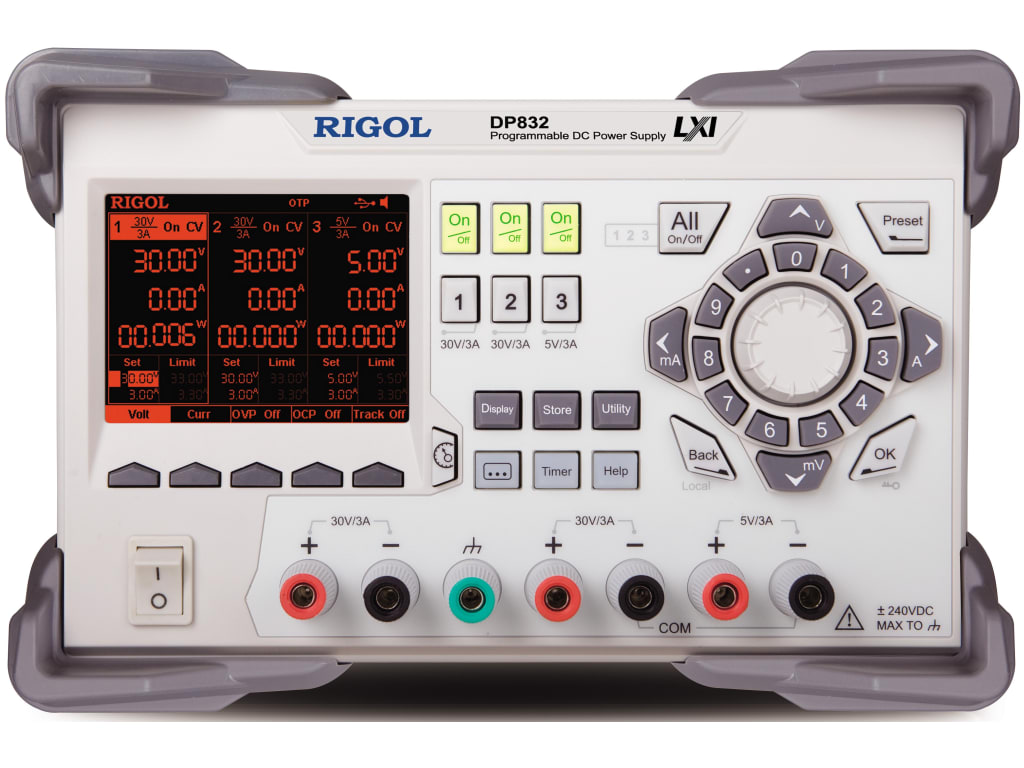 RIGOL
DP832
Programmable DC Power Supply
LXI
RIGOL OTP
1 30V/3A On CV 2 30V/3A On CV 3 5V/3A On CV
30.00V 30.00V 5.00V
0.00A 0.00A 0.00A
00.006W 00.000W 00.000W
Set Limit Set Limit Set Limit
30.00V 33.00V 30.00V 33.00V 5.00V 5.50V
3.00A 3.30A 3.00A 3.30A 3.00A 3.30A
Volt Curr OVP Off OCP Off Track Off
On/Off On/Off On/Off
1 2 3
All
On/Off
Preset
1 2 3
30V/3A 30V/3A 5V/3A
V
0
1
2
3
4
5
6
7
8
9
.
mA
A
mV
Display Store Utility
... Timer Help
Back
Local
OK
30V/3A 30V/3A 5V/3A
+ − + − + −
COM
± 240VDC
MAX TO
I
O